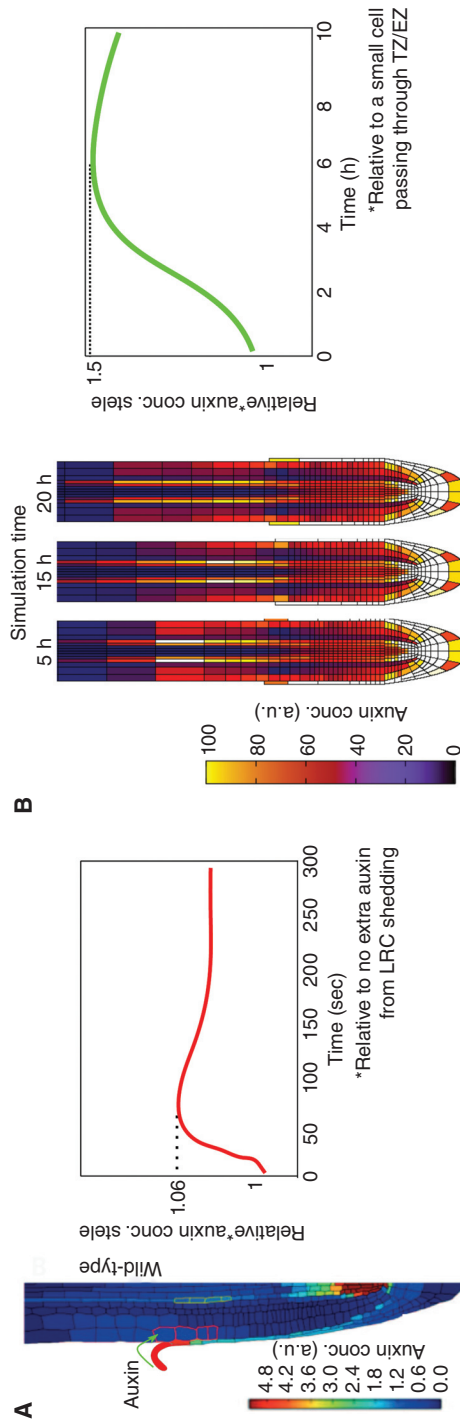 A
Auxin
Wild-type
Auxin conc. (a.u.)
4.8
3.6
3.0
2.4
1.8
1.2
0.6
0.0
Relative*auxin conc. stele
1.06
1
0
50
100
150
200
250
300
Time (sec)
*Relative to no extra auxin
from LRC shedding
B
Simulation time
5 h
15 h
20 h
Auxin conc. (a.u.)
100
80
60
40
20
0
Relative*auxin conc. stele
1.5
1
0
2
4
6
8
10
Time (h)
*Relative to a small cell
passing through TZ/EZ